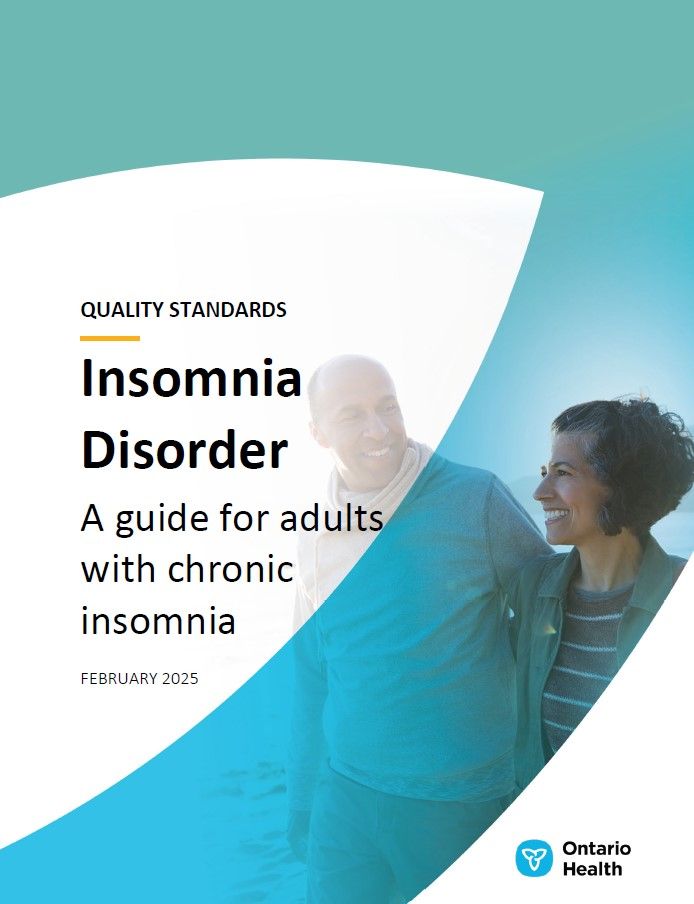 QUALITY STANDARDS
Insomnia
Disorder
A guide for adults
with chronic
insomnia
FEBRUARY 2025
Ontario
Health